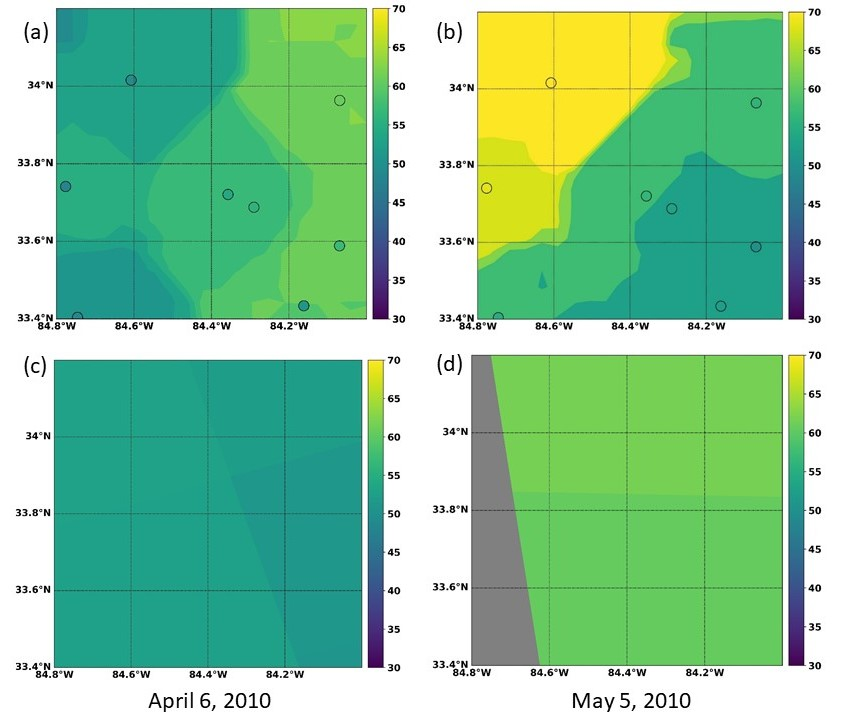 (a)
70
65
60
55
50
45
40
35
30
34°N
33.8°N
33.6°N
33.4°N
84.8°W 84.6°W 84.4°W 84.2°W
(b)
70
65
60
55
50
45
40
35
30
34°N
33.8°N
33.6°N
33.4°N
84.8°W 84.6°W 84.4°W 84.2°W
(c)
70
65
60
55
50
45
40
35
30
34°N
33.8°N
33.6°N
33.4°N
84.8°W 84.6°W 84.4°W 84.2°W
April 6, 2010
(d)
70
65
60
55
50
45
40
35
30
34°N
33.8°N
33.6°N
33.4°N
84.8°W 84.6°W 84.4°W 84.2°W
May 5, 2010